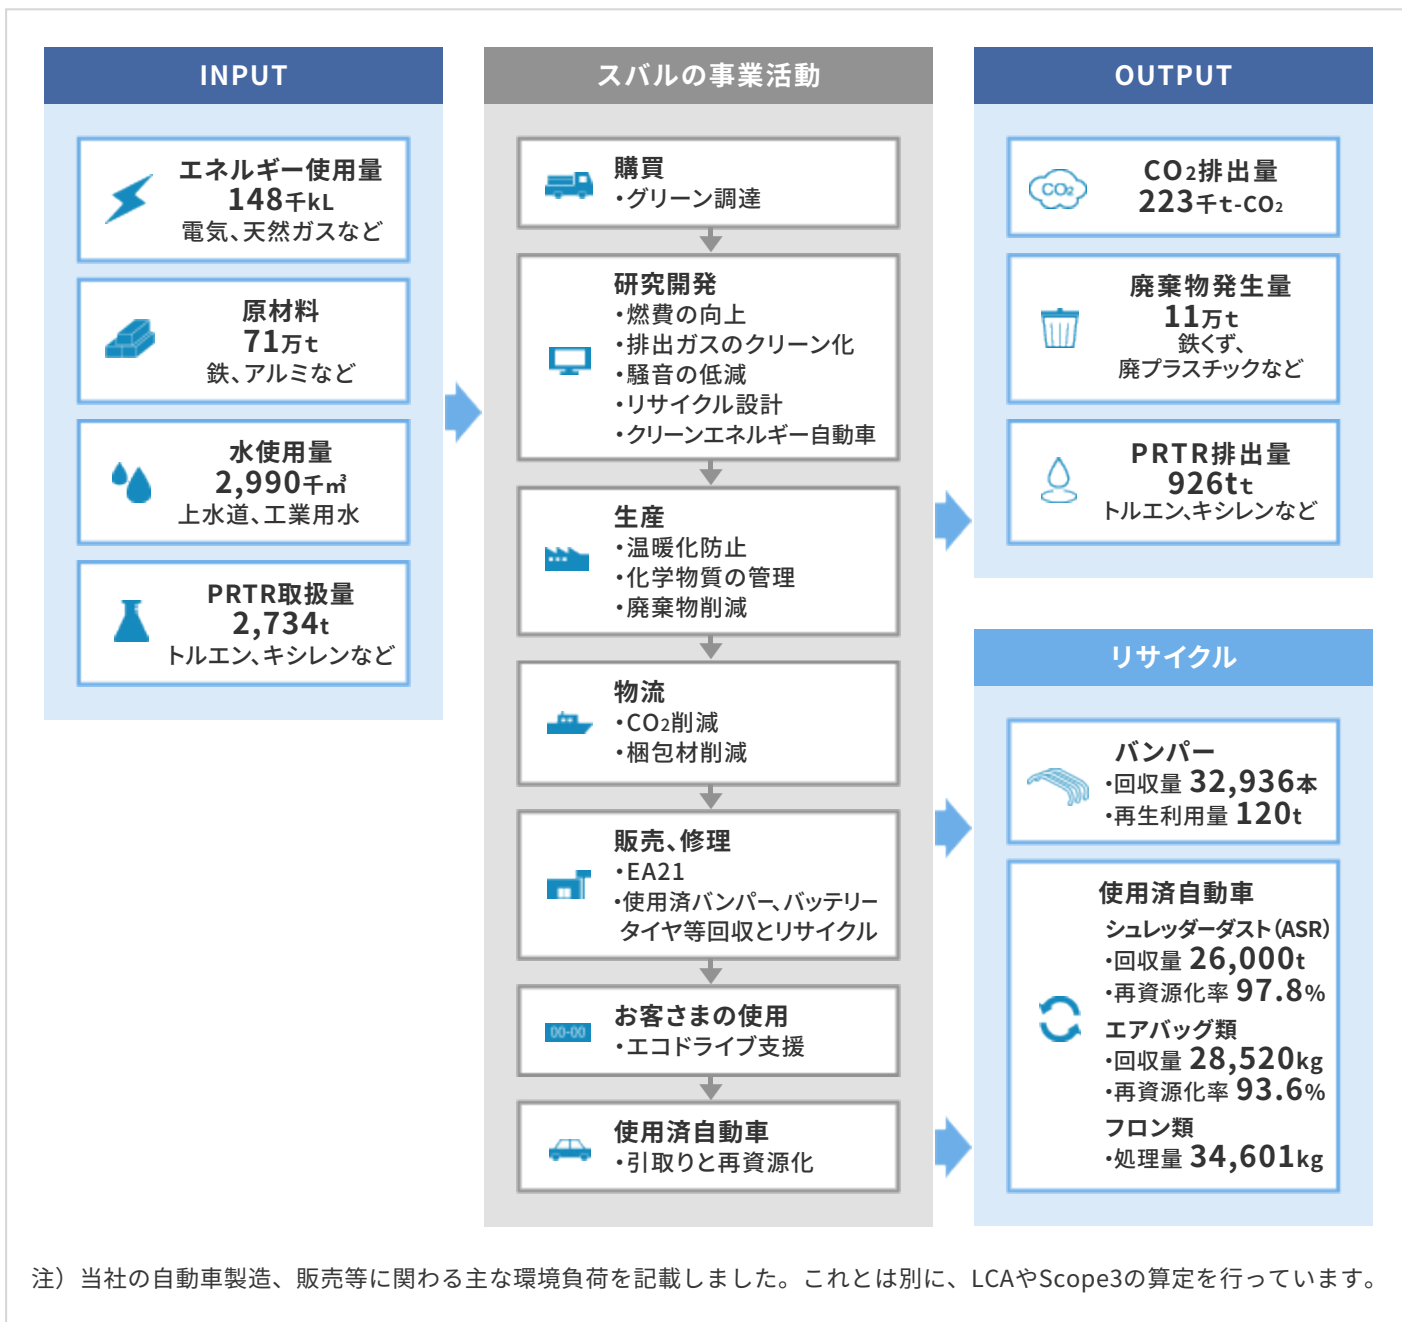 INPUT
エネルギー使用量
148千kL
電気、天然ガスなど
原材料
71万t
鉄、アルミなど
水使用量
2,990千㎥
上水道、工業用水
PRTR取扱量
2,734t
トルエン、キシレンなど
スバルの事業活動
購買
・グリーン調達
研究開発
・燃費の向上
・排出ガスのクリーン化
・騒音の低減
・リサイクル設計
・クリーンエネルギー自動車
生産
・温暖化防止
・化学物質の管理
・廃棄物削減
物流
・CO2削減
・梱包材削減
販売、修理
・EA21
・使用済バンパー、バッテリー
タイヤ等回収とリサイクル
00-00
お客さまの使用
・エコドライブ支援
使用済自動車
・引取りと再資源化
OUTPUT
CO2
CO2排出量
223千t-CO2
廃棄物発生量
11万t
鉄くず、
廃プラスチックなど
PRTR排出量
926tt
トルエン、キシレンなど
リサイクル
バンパー
・回収量 32,936本
・再生利用量 120t
使用済自動車
シュレッダーダスト（ASR）
・回収量 26,000t
・再資源化率 97.8%
エアバッグ類
・回収量 28,520kg
・再資源化率 93.6%
フロン類
・処理量 34,601kg
注）当社の自動車製造、販売等に関わる主な環境負荷を記載しました。これとは別に、LCAやScope3の算定を行っています。